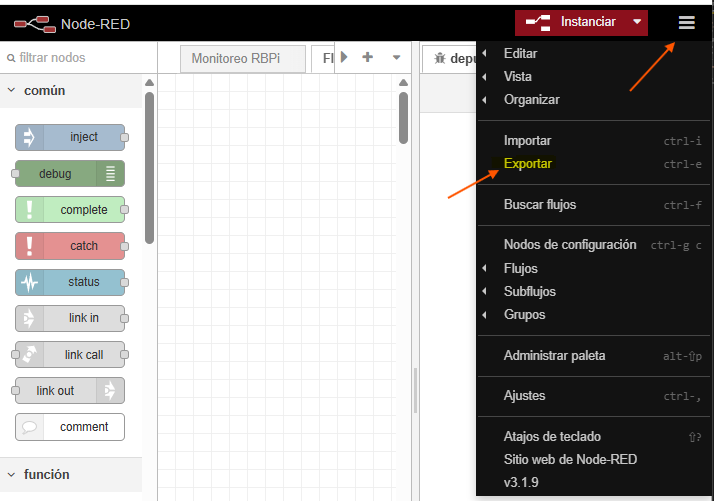 Node-RED
Instanciar
filtrar nodos
Monitoreo RBPi
Fl
depu
común
inject
debug
complete
catch
status
link in
link call
link out
comment
función
Editar
Vista
Organizar
Importar ctrl-i
Exportar ctrl-e
Buscar flujos ctrl-f
Nodos de configuración ctrl-g c
Flujos
Subflujos
Grupos
Administrar paleta alt-⇧p
Ajustes ctrl-,
Atajos de teclado ⇧?
Sitio web de Node-RED
v3.1.9